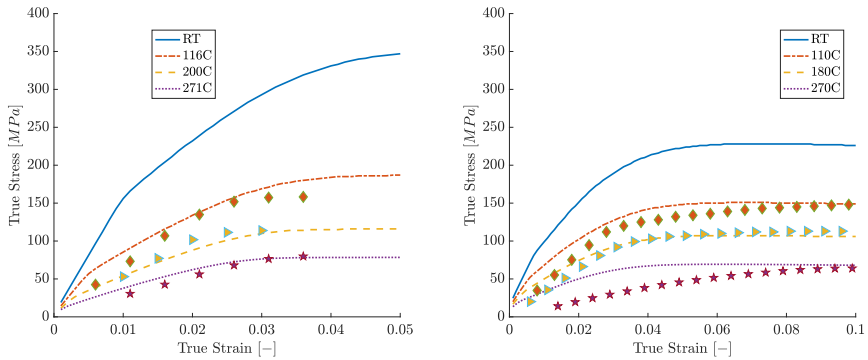 400
350
300
250
200
150
100
50
0
True Stress [MPa]
0
0.01
0.02
0.03
0.04
0.05
True Strain [−]
RT
116C
200C
271C
400
350
300
250
200
150
100
50
0
True Stress [MPa]
0
0.02
0.04
0.06
0.08
0.1
True Strain [−]
RT
110C
180C
270C